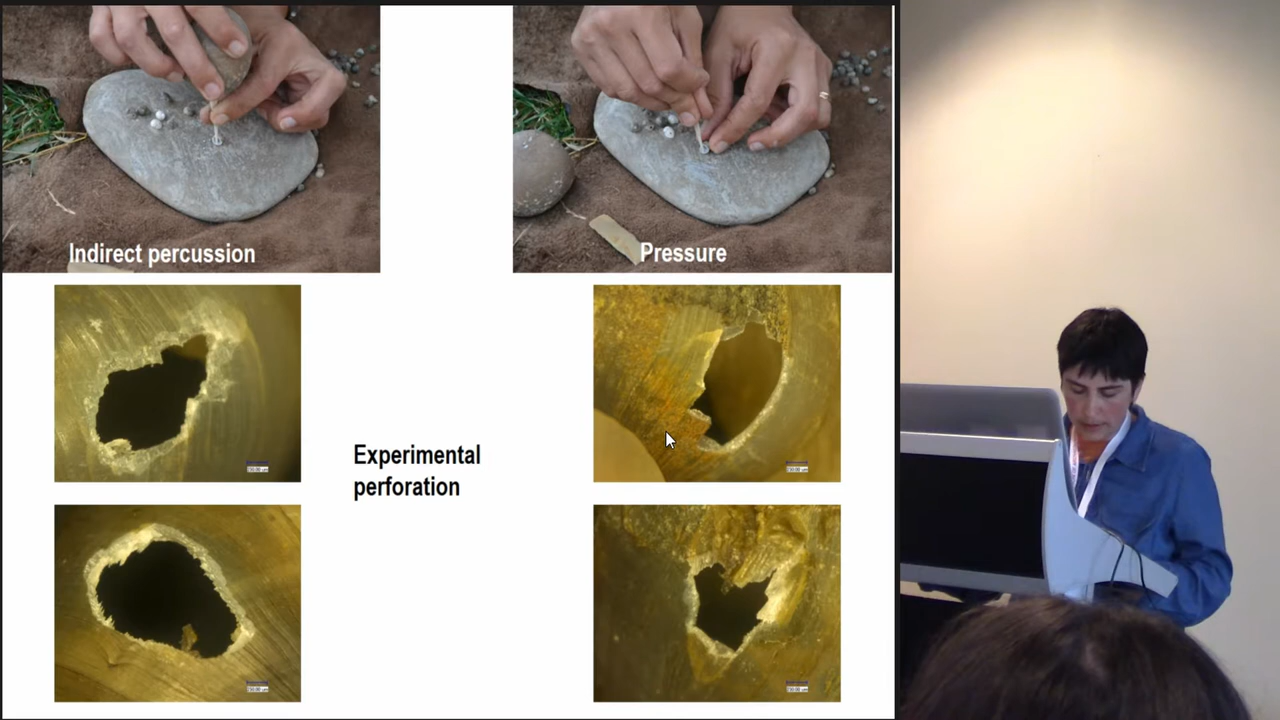 Indirect percussion
Pressure
Experimental
perforation